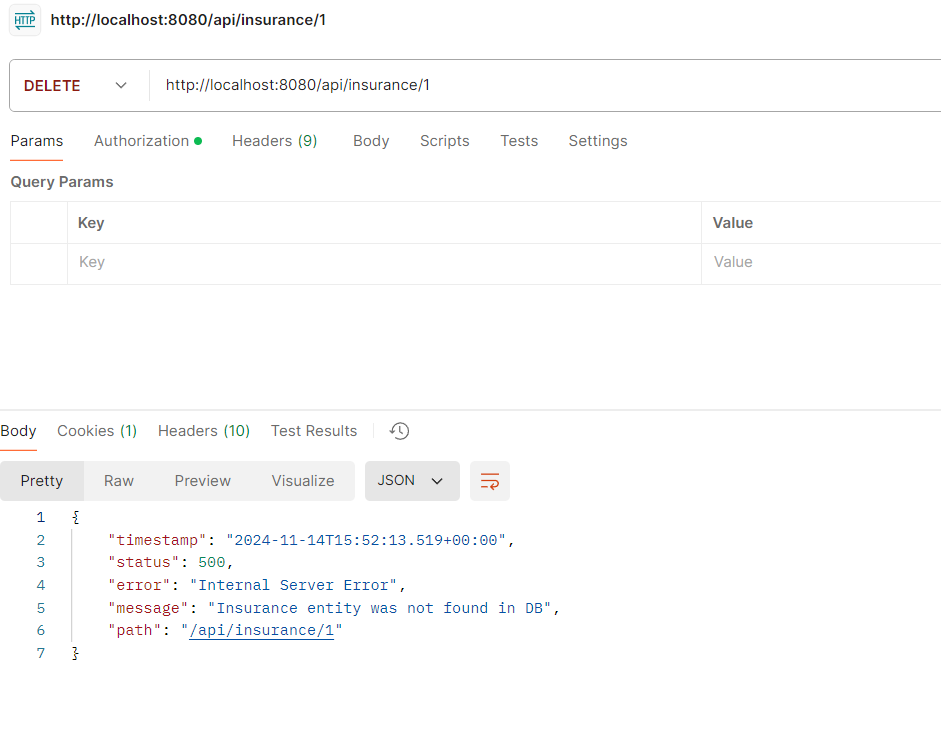 HTTP http://localhost:8080/api/insurance/1
DELETE http://localhost:8080/api/insurance/1
Params Authorization Headers (9) Body Scripts Tests Settings
Query Params
Key Value
Key Value
Body Cookies (1) Headers (10) Test Results
Pretty Raw Preview Visualize JSON
1 {
2 "timestamp": "2024-11-14T15:52:13.519+00:00",
3 "status": 500,
4 "error": "Internal Server Error",
5 "message": "Insurance entity was not found in DB",
6 "path": "/api/insurance/1"
7 }